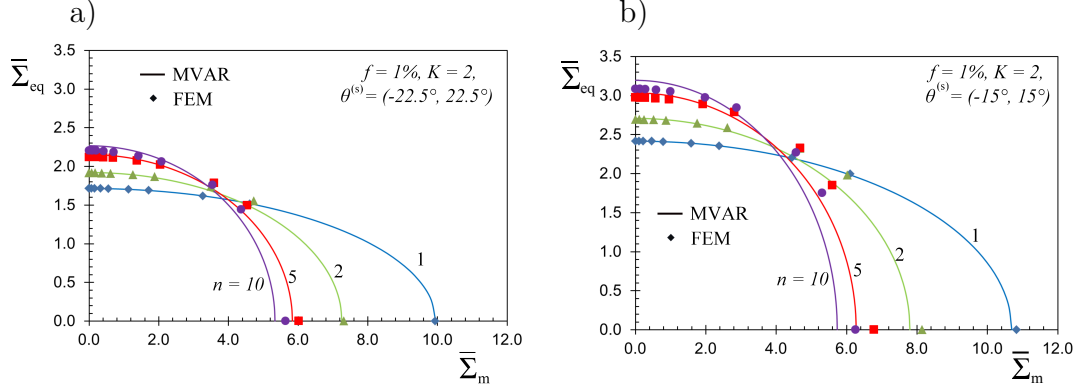 a)
Σ̅eq
3.5
3.0
2.5
2.0
1.5
1.0
0.5
0.0
MVAR
FEM
f = 1%, K = 2,
θ(s) = (-22.5°, 22.5°)
n = 10
5
2
1
0.0 2.0 4.0 6.0 8.0 10.0 12.0
Σ̅m
b)
Σ̅eq
3.5
3.0
2.5
2.0
1.5
1.0
0.5
0.0
f = 1%, K = 2,
θ(s) = (-15°, 15°)
MVAR
FEM
n = 10
5
2
1
0.0 2.0 4.0 6.0 8.0 10.0 12.0
Σ̅m